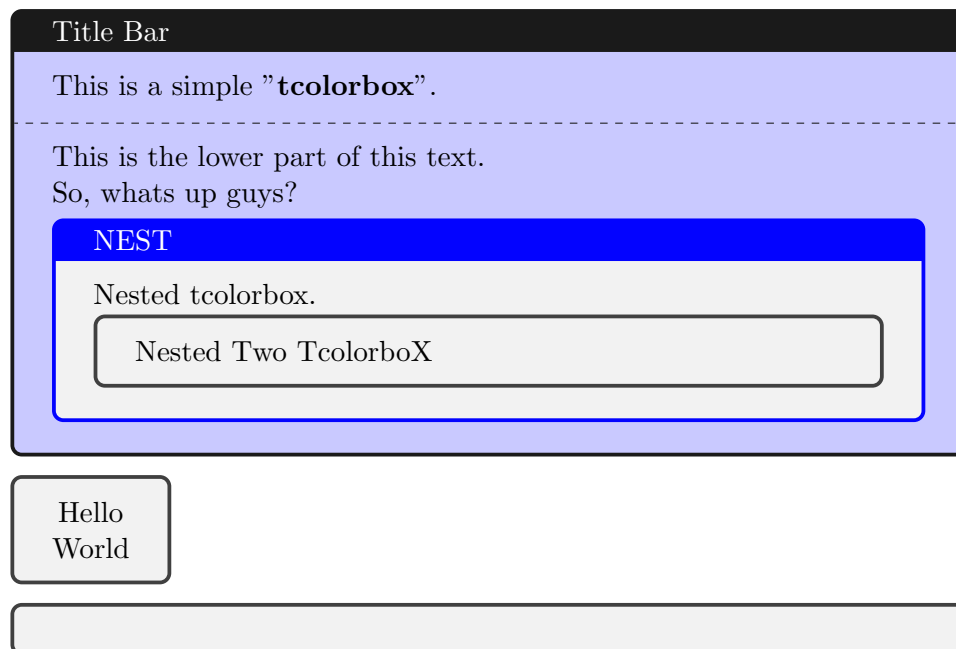 Title Bar
This is a simple ”tcolorbox”.
This is the lower part of this text.
So, whats up guys?
NEST
Nested tcolorbox.
Nested Two TcolorboX
Hello
World